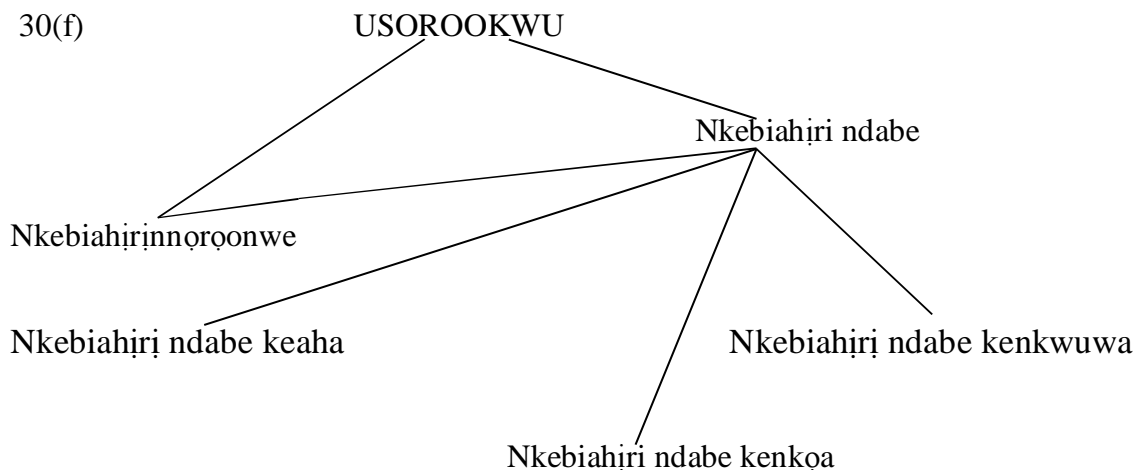 30(f) USOROOKWU
Nkebiahịri ndabe
Nkebiahịrịnnọrọonwe
Nkebiahịrị ndabe keaha
Nkebiahịrị ndabe kenkwuwa
Nkebiahịri ndabe kenkọa